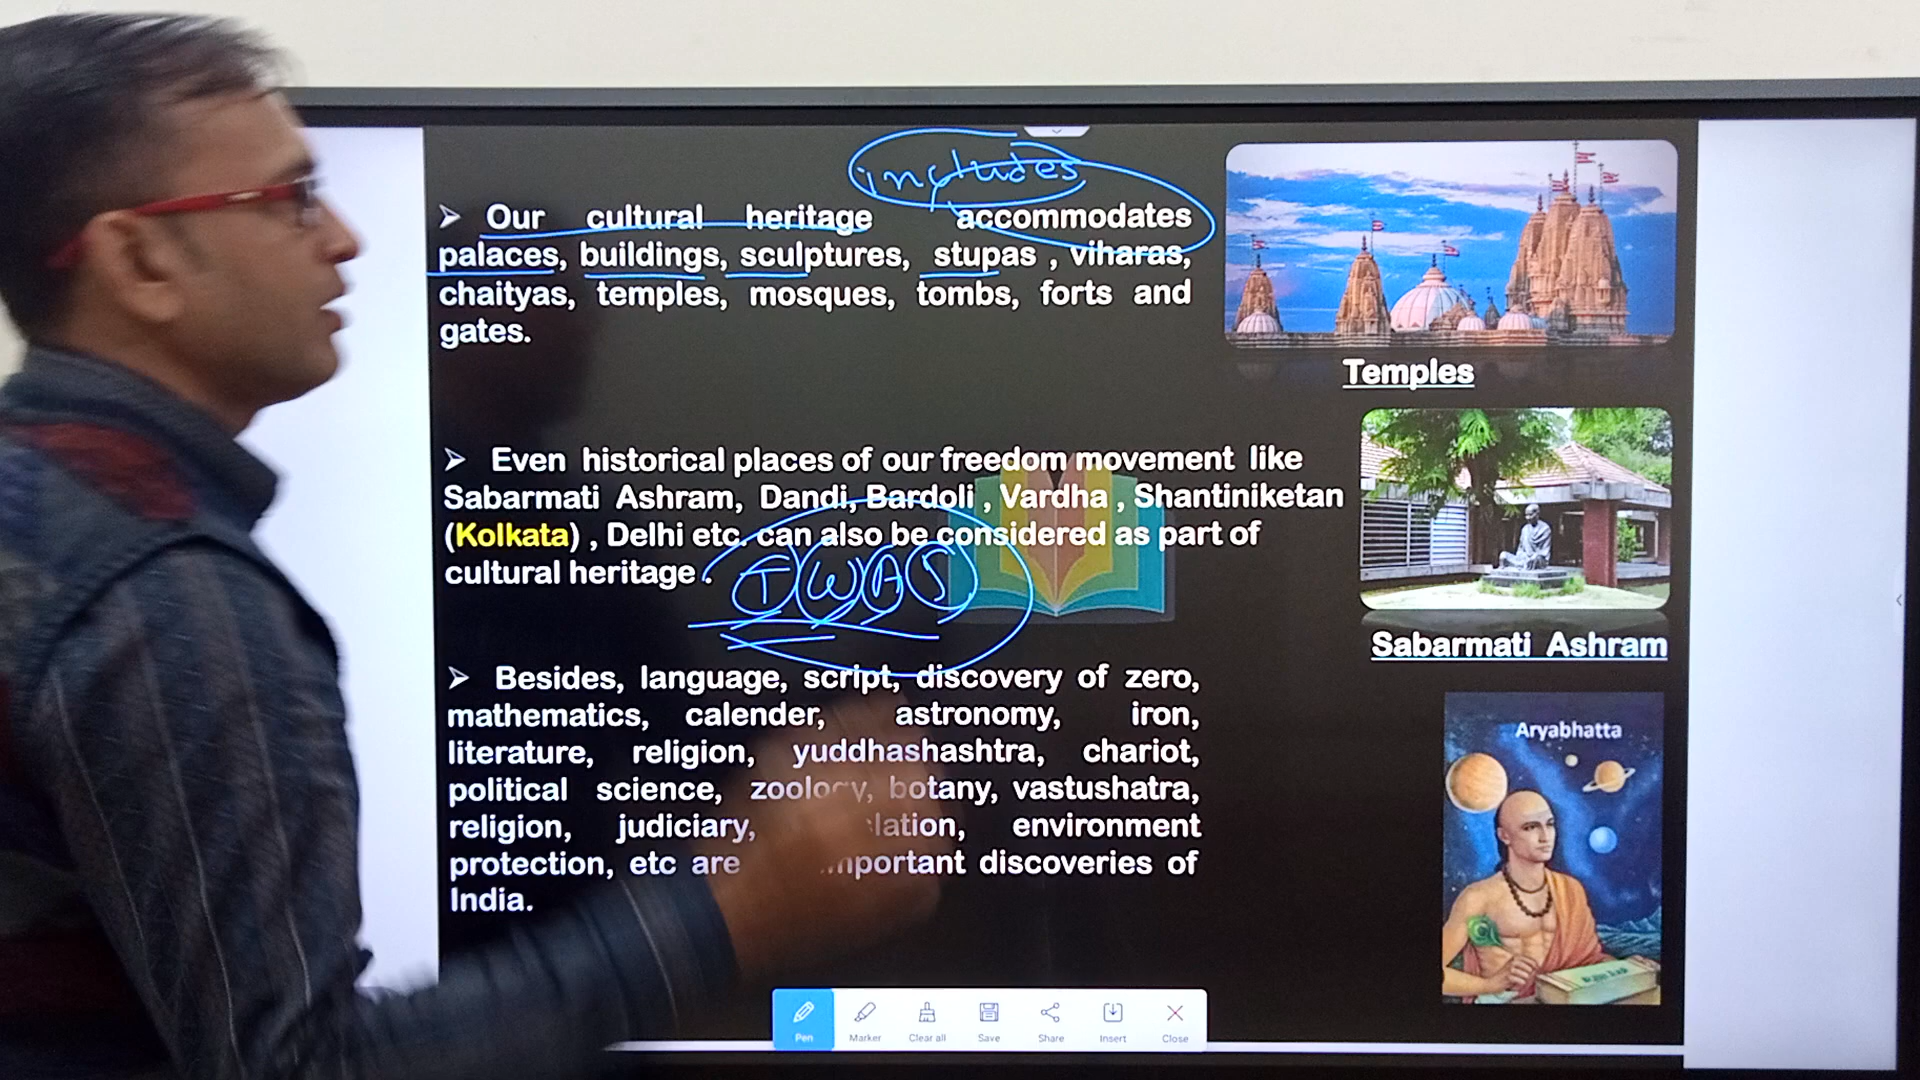 includes
➢ Our cultural heritage accommodates
palaces, buildings, sculptures, stupas , viharas,
chaityas, temples, mosques, tombs, forts and
gates.
Temples
➢ Even historical places of our freedom movement like
Sabarmati Ashram, Dandi, Bardoli , Vardha , Shantiniketan
(Kolkata) , Delhi etc. can also be considered as part of
cultural heritage .
T W A S
Sabarmati Ashram
➢ Besides, language, script, discovery of zero,
mathematics, calender, astronomy, iron,
literature, religion, yuddhashashtra, chariot,
political science, zoology, botany, vastushatra,
religion, judiciary, environment
protection, etc are important discoveries of
India.
Aryabhatta
Pen Marker Clear all Save Share Insert Close